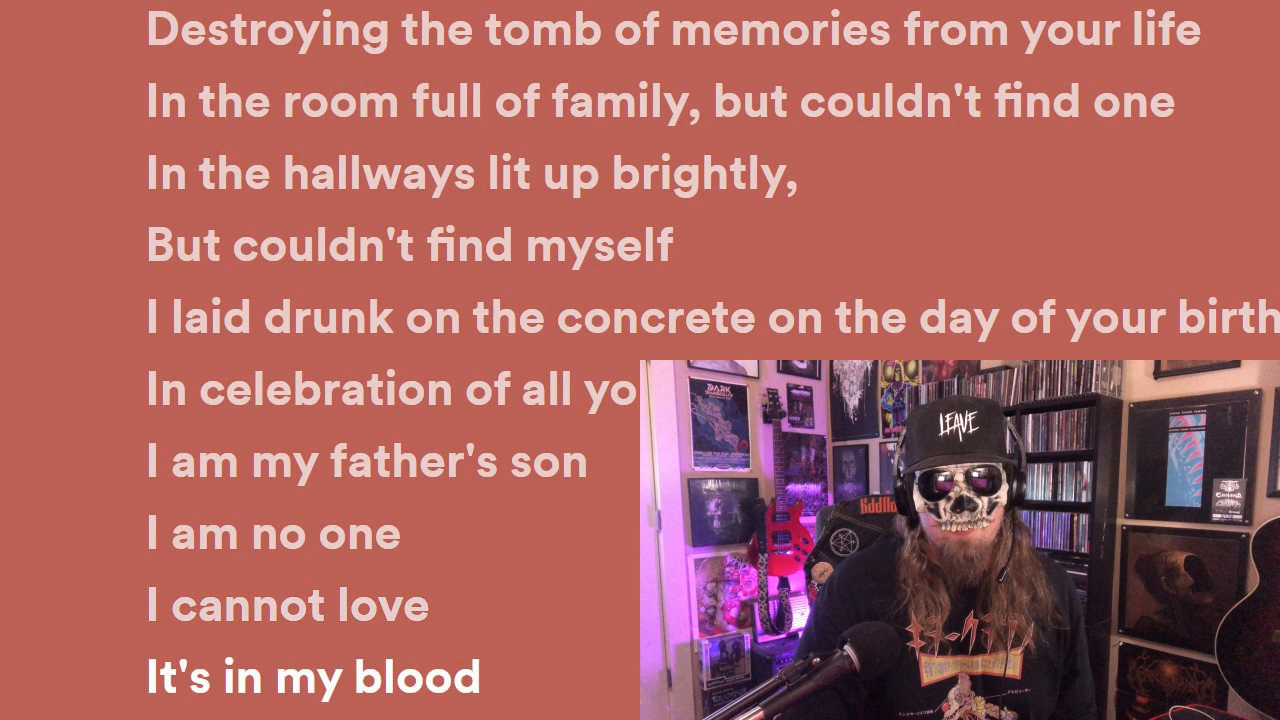 Destroying the tomb of memories from your life
In the room full of family, but couldn't find one
In the hallways lit up brightly,
But couldn't find myself
I laid drunk on the concrete on the day of your birth
In celebration of all yo
I am my father's son
I am no one
I cannot love
It's in my blood
DARK
LEAVE